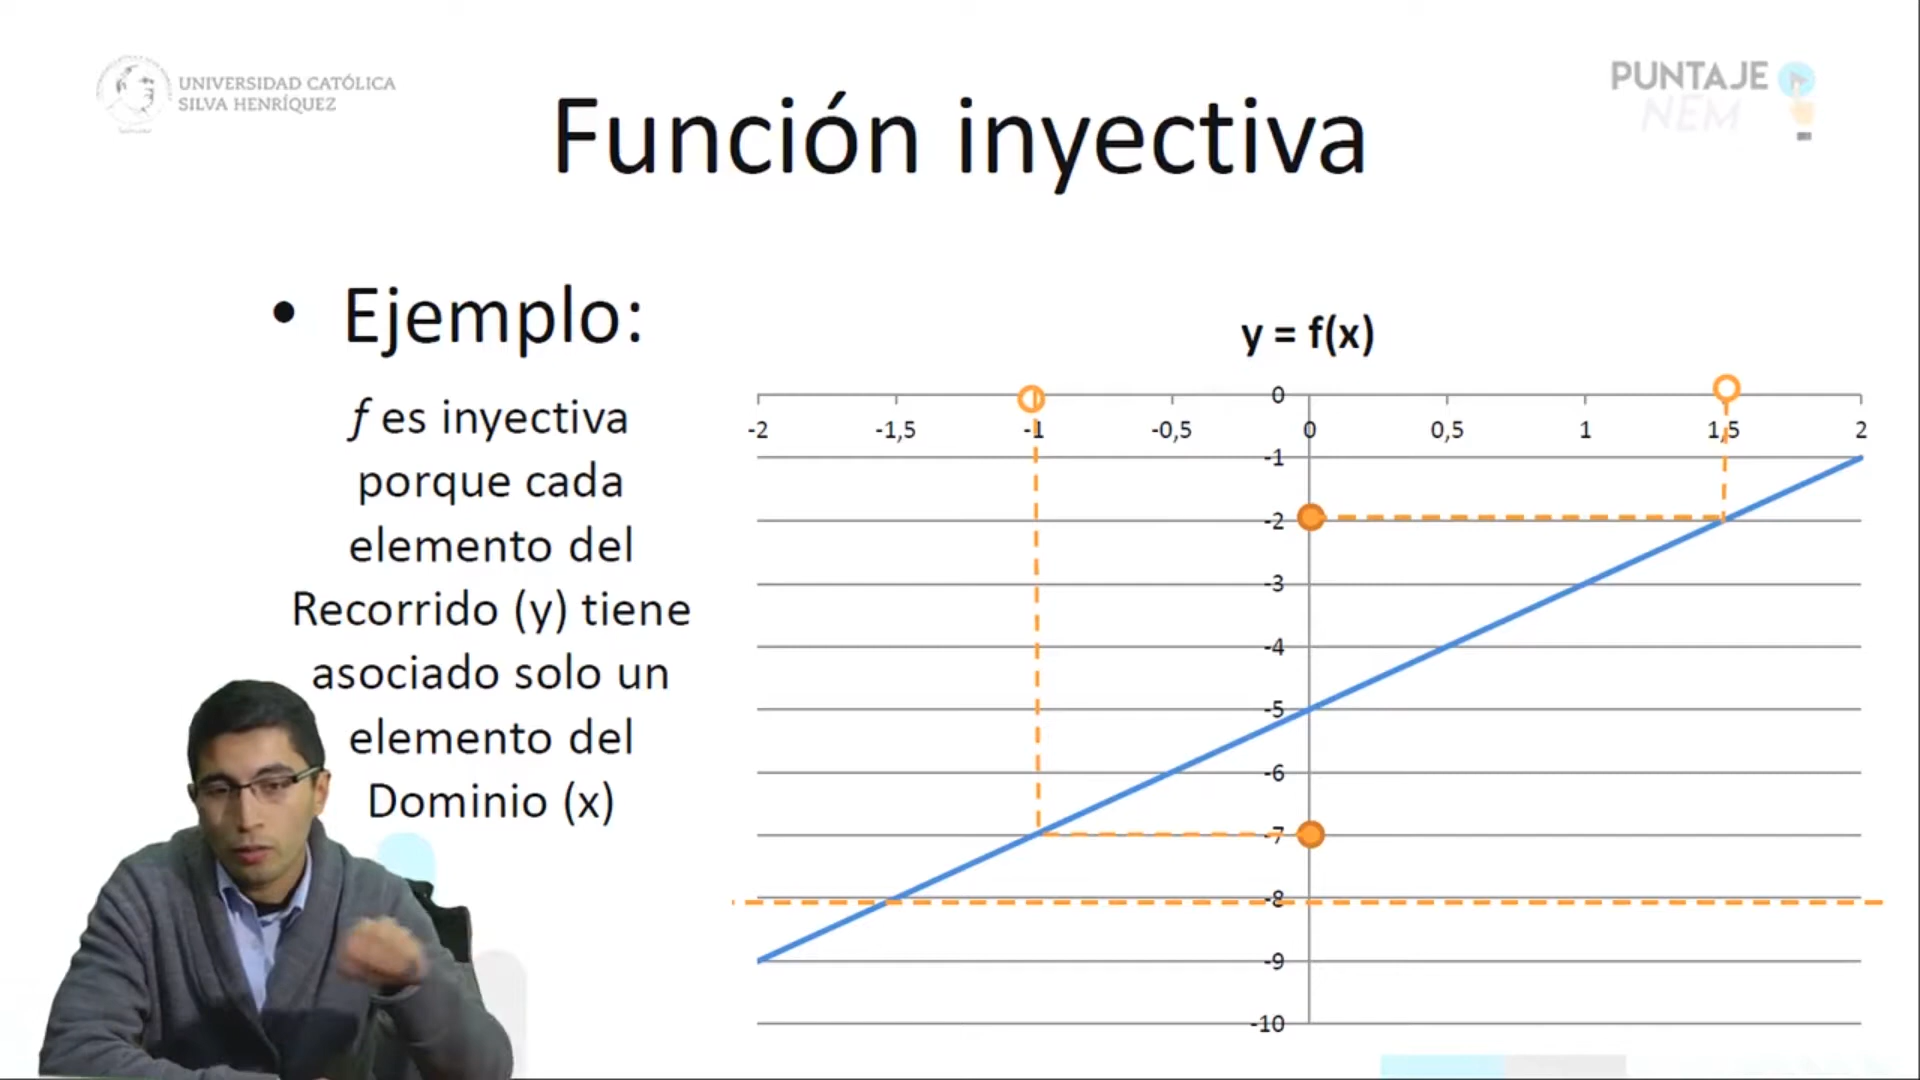 UNIVERSIDAD CATÓLICA
SILVA HENRÍQUEZ
PUNTAJE
NEM
Función inyectiva
• Ejemplo:
f es inyectiva
porque cada
elemento del
Recorrido (y) tiene
asociado solo un
elemento del
Dominio (x)
y = f(x)
0
-2 -1,5 -1 -0,5 0 0,5 1 1,5 2
-1
-2
-3
-4
-5
-6
-7
-8
-9
-10